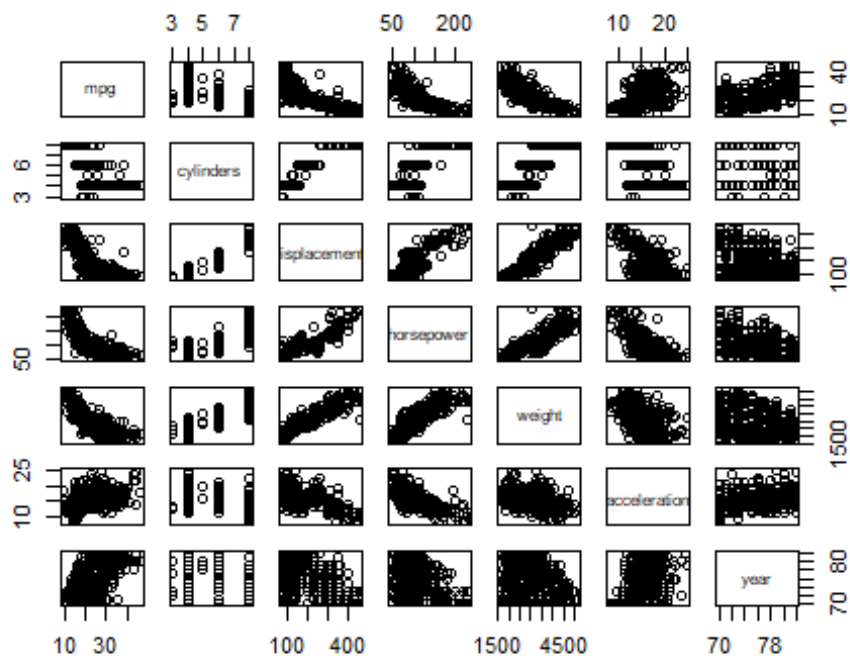 3 5 7 50 200 10 20
mpg 10 40
3 6 cylinders
isplacement 100
50 horsepower
weight 1500
10 25 acceleration
year 70 80
10 30 100 400 1500 4500 70 78